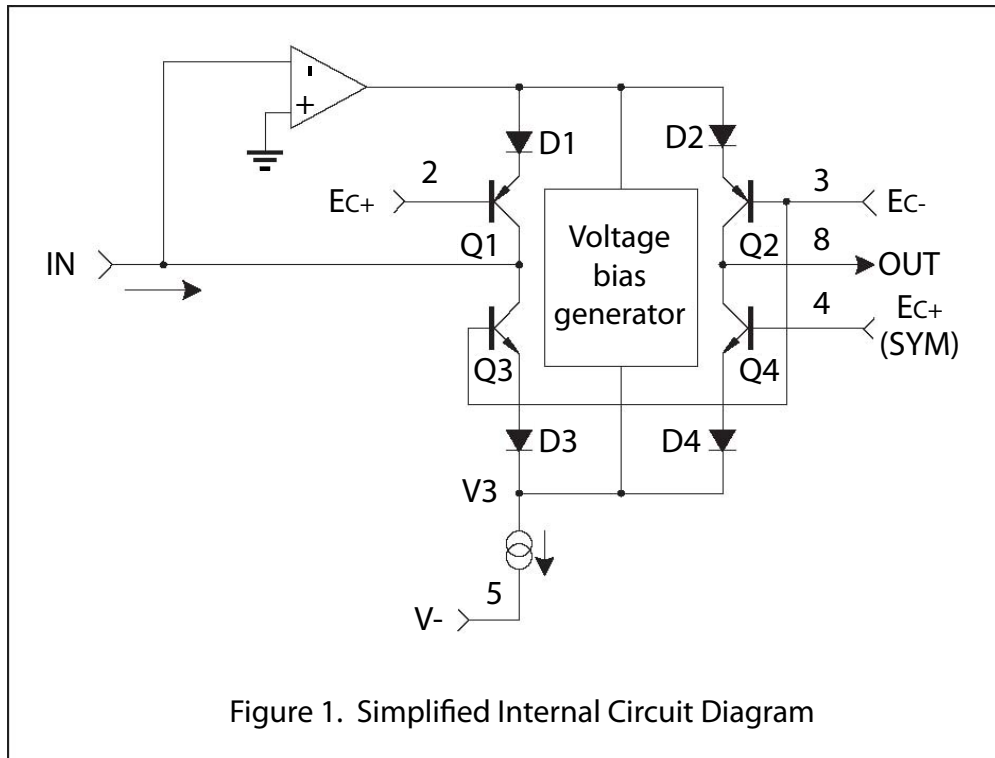 -
+
D1
D2
2
EC+
3
EC-
Q1
Voltage
bias
generator
Q2
8
IN
OUT
4
EC+
(SYM)
Q3
Q4
D3
D4
V3
5
V-
Figure 1. Simplified Internal Circuit Diagram